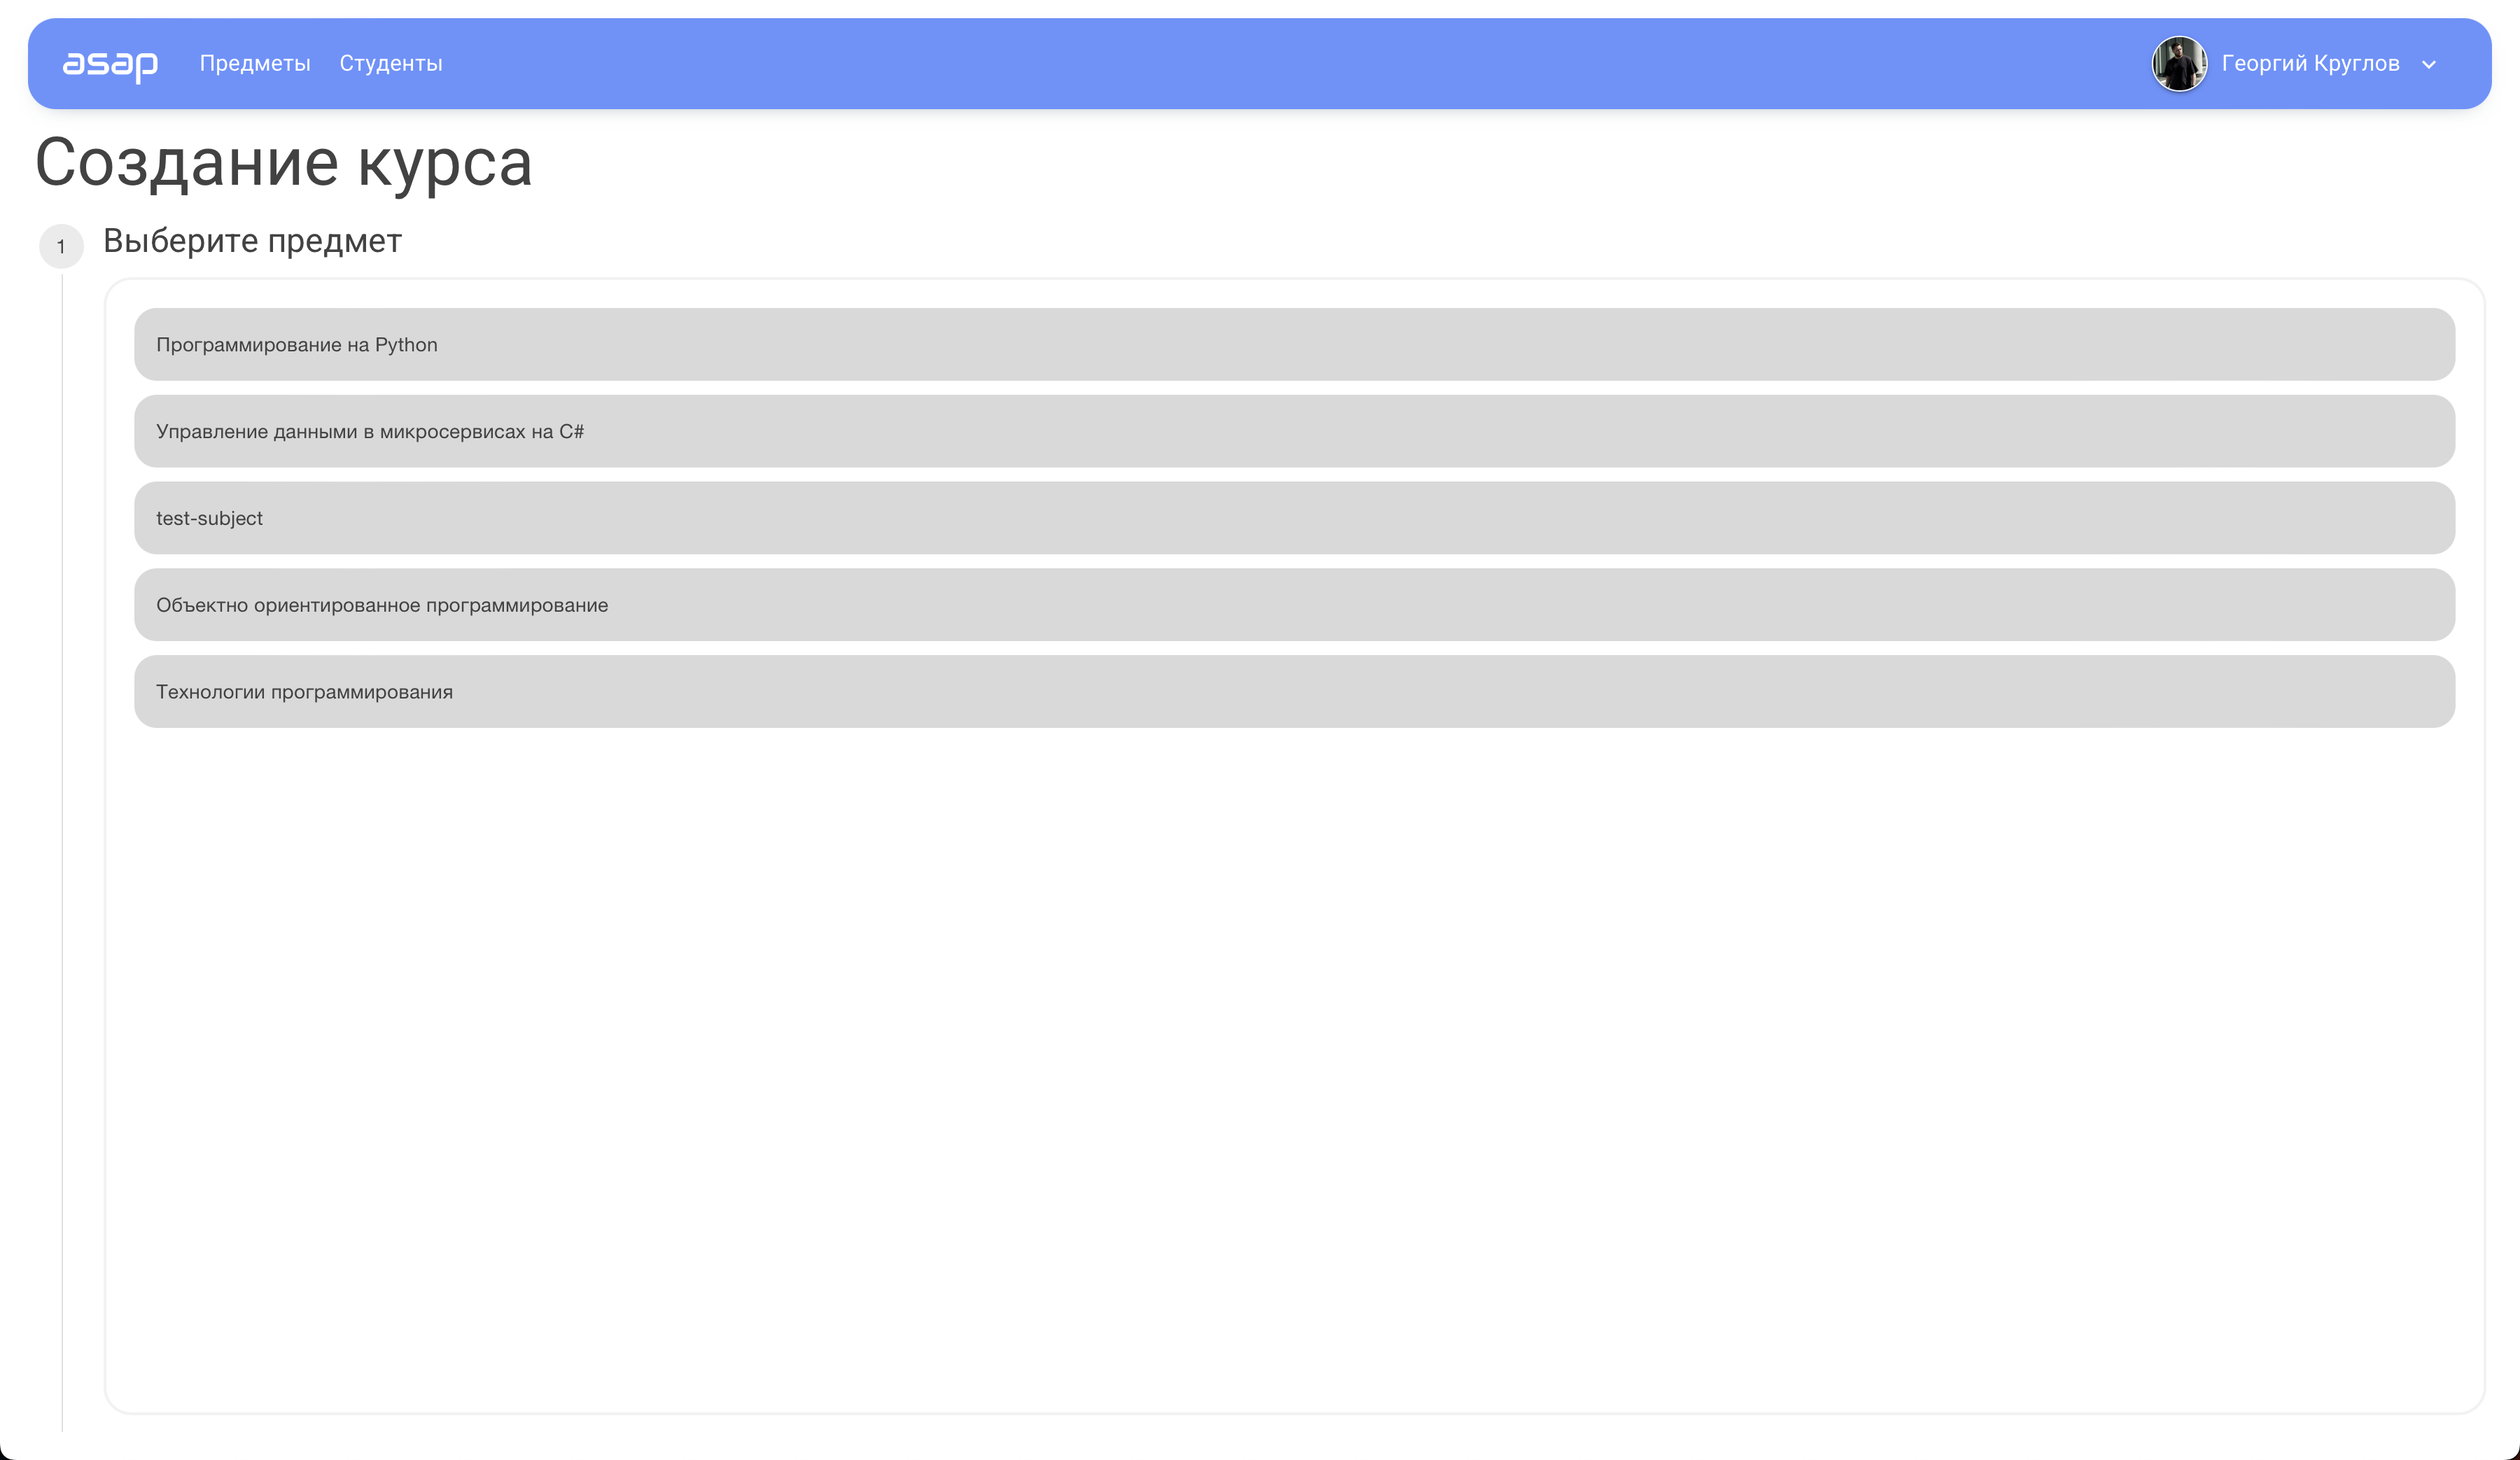 asap Предметы Студенты Георгий Круглов
Создание курса
1 Выберите предмет
Программирование на Python
Управление данными в микросервисах на C#
test-subject
Объектно ориентированное программирование
Технологии программирования